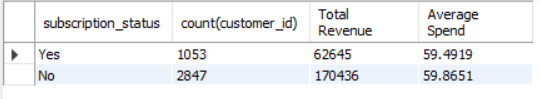 subscription_status count(customer_id) Total Revenue Average Spend
Yes 1053 62645 59.4919
No 2847 170436 59.8651